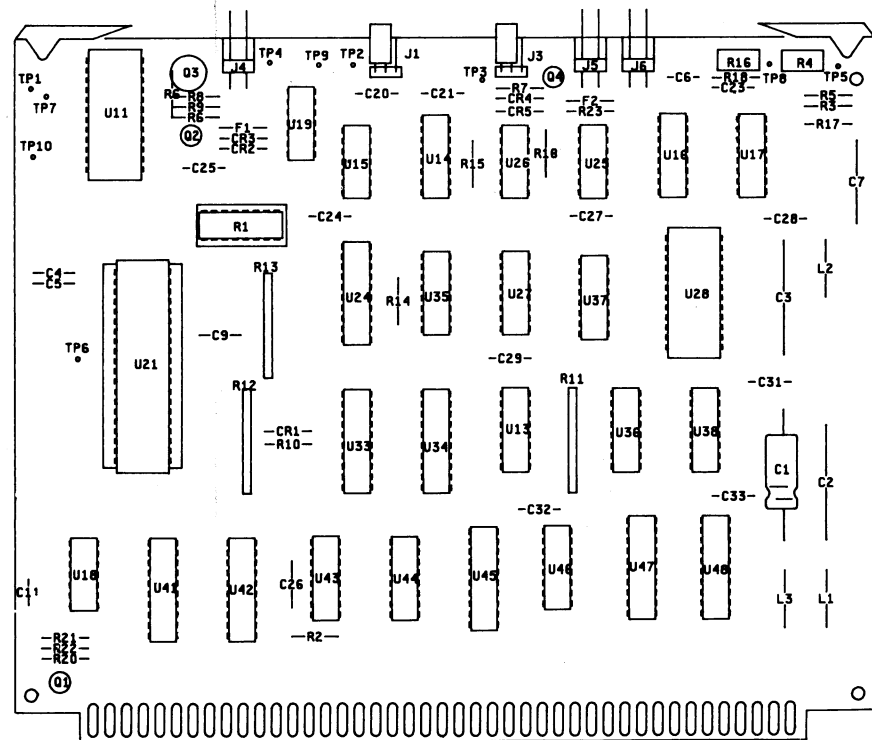 TP4
TP9
TP2
J1
J3
J4
J5
J6
R16
R4
TP5
TP8
Q3
Q4
TP3
C6
R18
C23
TP1
TP7
R6
R8
R9
R6
C20
C21
R7
CR4
CR5
F2
R23
R5
R3
R17
U11
U19
Q2
F1
CR3
CR2
TP10
C25
U15
U14
R15
U26
R18
U25
U16
U17
C7
R1
C24
C27
C28
C4
C5
R13
U24
R14
U35
U27
U37
U28
C3
L2
C9
TP6
U21
C29
R12
R11
C31
CR1
R10
U33
U34
U13
U36
U38
C1
C2
C33
C32
C11
U18
U41
U42
C26
U43
U44
U45
U46
U47
U48
L3
L1
R2
R21
R22
R20
Q1